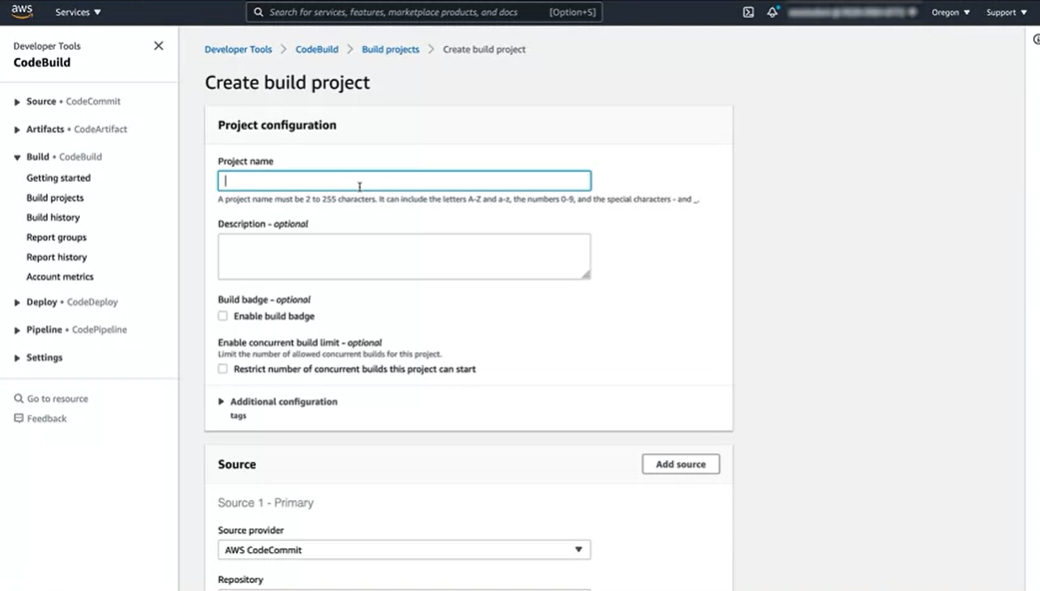 aws
Services ▼
Search for services, features, marketplace products, and docs [Option+S]
Oregon ▼
Support ▼
Developer Tools
CodeBuild
Source • CodeCommit
Artifacts • CodeArtifact
Build • CodeBuild
Getting started
Build projects
Build history
Report groups
Report history
Account metrics
Deploy • CodeDeploy
Pipeline • CodePipeline
Settings
Go to resource
Feedback
Developer Tools > CodeBuild > Build projects > Create build project
Create build project
Project configuration
Project name
A project name must be 2 to 255 characters. It can include the letters A-Z and a-z, the numbers 0-9, and the special characters - and _.
Description - optional
Build badge - optional
Enable build badge
Enable concurrent build limit - optional
Limit the number of allowed concurrent builds for this project.
Restrict number of concurrent builds this project can start
Additional configuration
tags
Source
Add source
Source 1 - Primary
Source provider
AWS CodeCommit
Repository